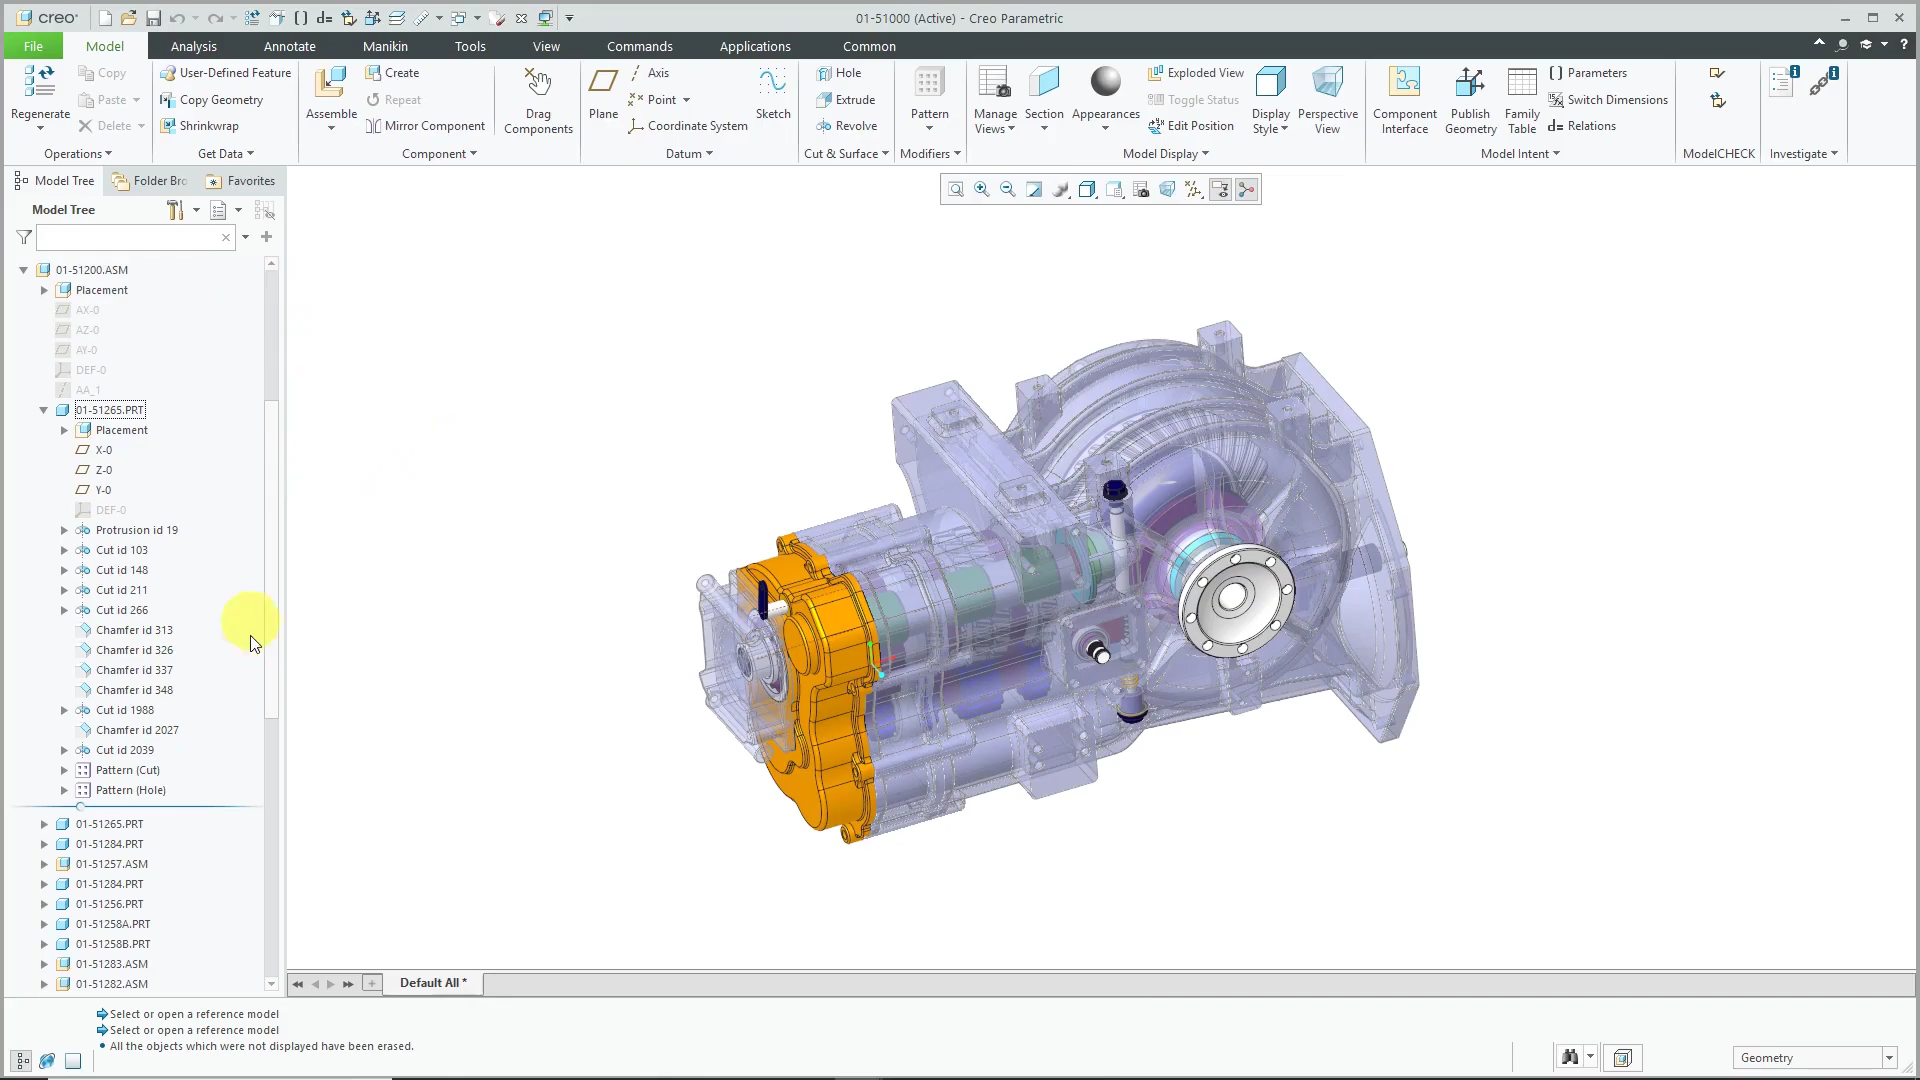 creo
01-51000 (Active) - Creo Parametric
File
Model
Analysis
Annotate
Manikin
Tools
View
Commands
Applications
Common
Regenerate
Copy
Paste
Delete
Operations
User-Defined Feature
Copy Geometry
Shrinkwrap
Get Data
Assemble
Create
Repeat
Mirror Component
Drag
Components
Component
Plane
Axis
Point
Coordinate System
Sketch
Datum
Hole
Extrude
Revolve
Cut & Surface
Pattern
Modifiers
Manage
Views
Section
Appearances
Exploded View
Toggle Status
Edit Position
Display
Style
Perspective
View
Model Display
Component
Interface
Publish
Geometry
Family
Table
Parameters
Switch Dimensions
d= Relations
Model Intent
ModelCHECK
Investigate
Model Tree
Folder Bro
Favorites
Model Tree
01-51200.ASM
Placement
AX-0
AZ-0
AY-0
DEF-0
AA_1
01-51265.PRT
Placement
X-0
Z-0
Y-0
DEF-0
Protrusion id 19
Cut id 103
Cut id 148
Cut id 211
Cut id 266
Chamfer id 313
Chamfer id 326
Chamfer id 337
Chamfer id 348
Cut id 1988
Chamfer id 2027
Cut id 2039
Pattern (Cut)
Pattern (Hole)
01-51265.PRT
01-51284.PRT
01-51257.ASM
01-51284.PRT
01-51256.PRT
01-51258A.PRT
01-51258B.PRT
01-51283.ASM
01-51282.ASM
Default All *
Select or open a reference model
Select or open a reference model
• All the objects which were not displayed have been erased.
Geometry